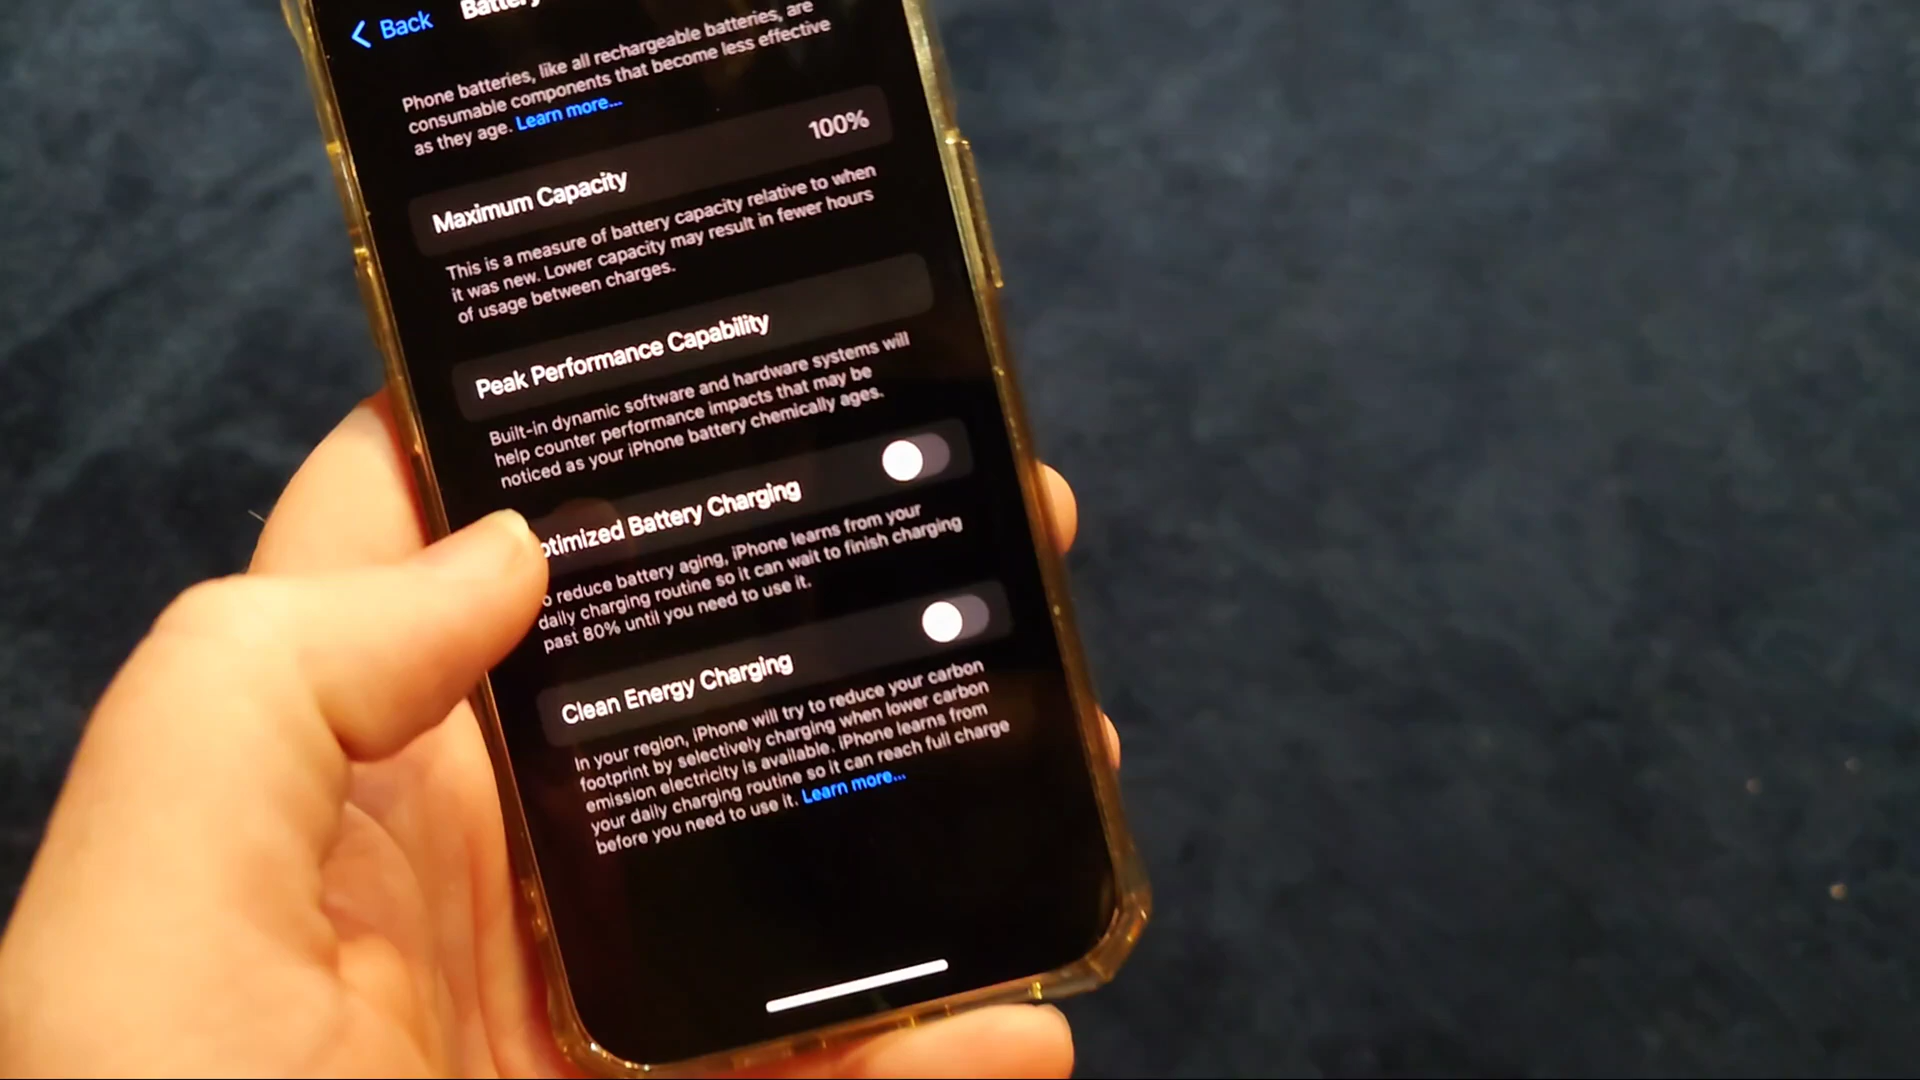 Back
Battery
Phone batteries, like all rechargeable batteries, are
consumable components that become less effective
as they age. Learn more...
Maximum Capacity 100%
This is a measure of battery capacity relative to when
it was new. Lower capacity may result in fewer hours
of usage between charges.
Peak Performance Capability
Built-in dynamic software and hardware systems will
help counter performance impacts that may be
noticed as your iPhone battery chemically ages.
ptimized Battery Charging
o reduce battery aging, iPhone learns from your
daily charging routine so it can wait to finish charging
past 80% until you need to use it.
Clean Energy Charging
In your region, iPhone will try to reduce your carbon
footprint by selectively charging when lower carbon
emission electricity is available. iPhone learns from
your daily charging routine so it can reach full charge
before you need to use it. Learn more...